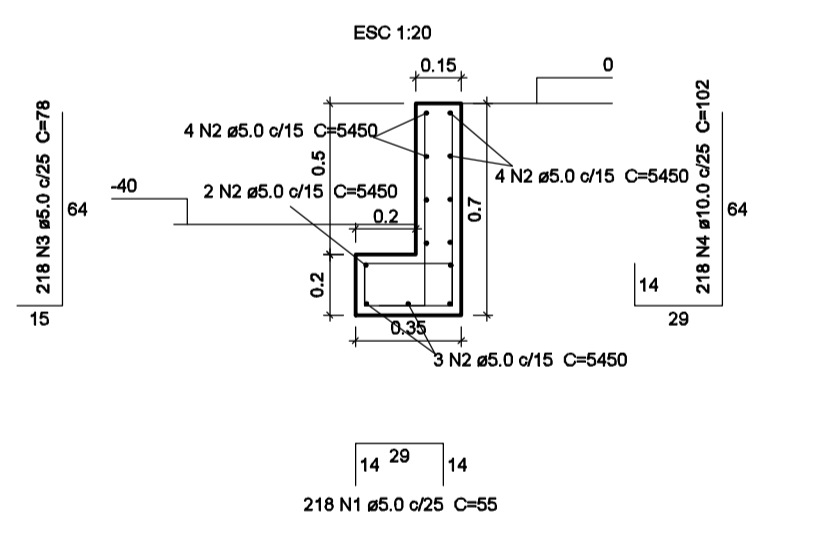 ESC 1:20
0.15
0
218 N3 ø5.0 c/25 C=78
64
15
4 N2 ø5.0 c/15 C=5450
0.5
-40
2 N2 ø5.0 c/15 C=5450
0.2
4 N2 ø5.0 c/15 C=5450
0.7
218 N4 ø10.0 c/25 C=102
64
14
29
0.2
0.35
3 N2 ø5.0 c/15 C=5450
14 29 14
218 N1 ø5.0 c/25 C=55